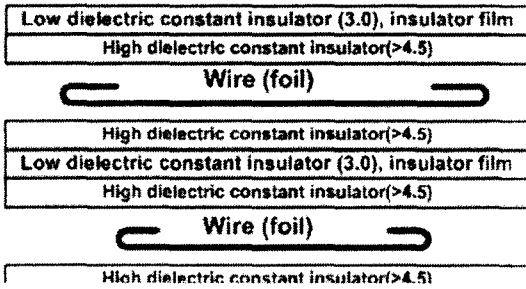 Low dielectric constant insulator (3.0), insulator film
High dielectric constant insulator(>4.5)
Wire (foil)
High dielectric constant insulator(>4.5)
Low dielectric constant insulator (3.0), insulator film
High dielectric constant insulator(>4.5)
Wire (foil)
High dielectric constant insulator(>4.5)